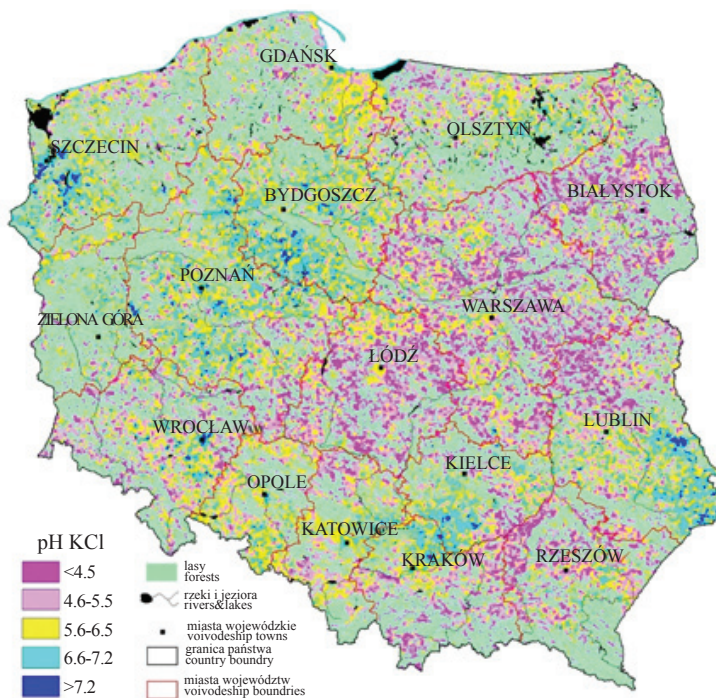 GDAŃSK
SZCZECIN
OLSZTYN
BYDGOSZCZ
BIAŁYSTOK
POZNAŃ
WARSZAWA
ZIELONA GÓRA
ŁÓDŹ
WROCŁAW
LUBLIN
KIELCE
OPQLE
KATOWICE
KRAKÓW
RZESZÓW
pH KCl
<4.5
4.6-5.5
5.6-6.5
6.6-7.2
>7.2
lasy
forests
rzeki i jeziora
rivers&lakes
miasta wojewódzkie
voivodeship towns
granica państwa
country boundry
miasta województw
voivodeship boundries